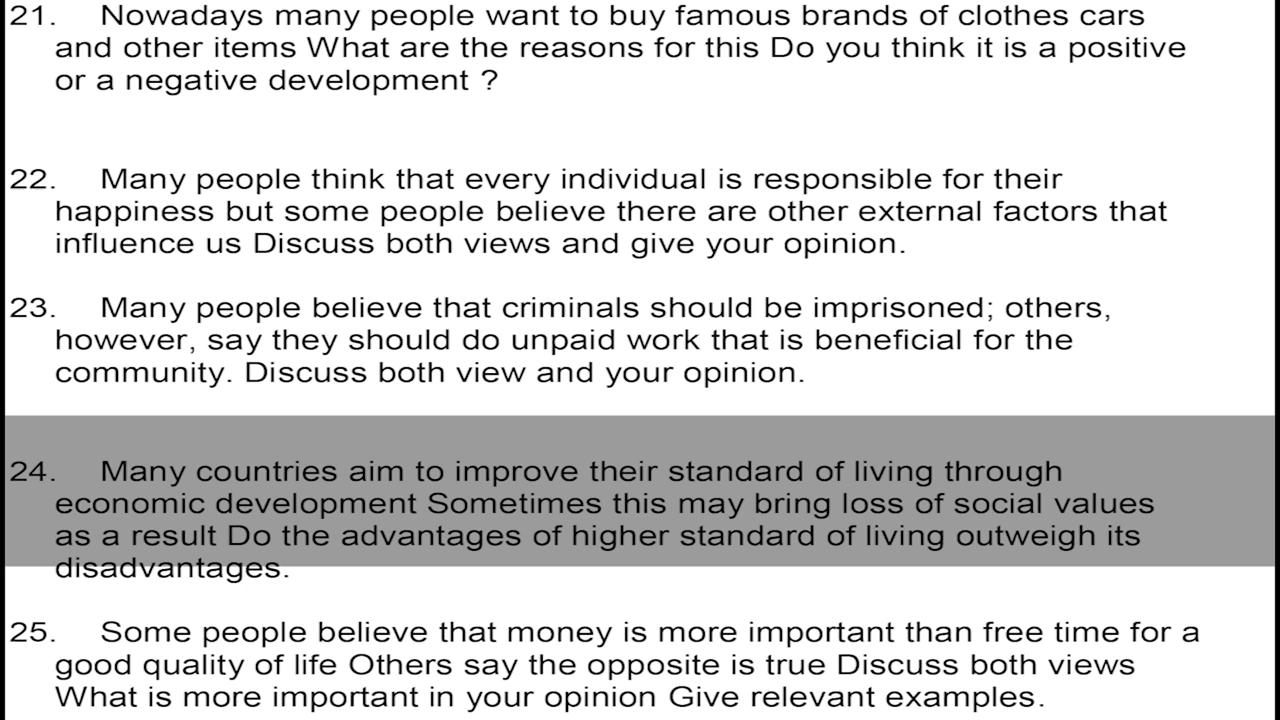 21. Nowadays many people want to buy famous brands of clothes cars
and other items What are the reasons for this Do you think it is a positive
or a negative development ?
22. Many people think that every individual is responsible for their
happiness but some people believe there are other external factors that
influence us Discuss both views and give your opinion.
23. Many people believe that criminals should be imprisoned; others,
however, say they should do unpaid work that is beneficial for the
community. Discuss both view and your opinion.
24. Many countries aim to improve their standard of living through
economic development Sometimes this may bring loss of social values
as a result Do the advantages of higher standard of living outweigh its
disadvantages.
25. Some people believe that money is more important than free time for a
good quality of life Others say the opposite is true Discuss both views
What is more important in your opinion Give relevant examples.